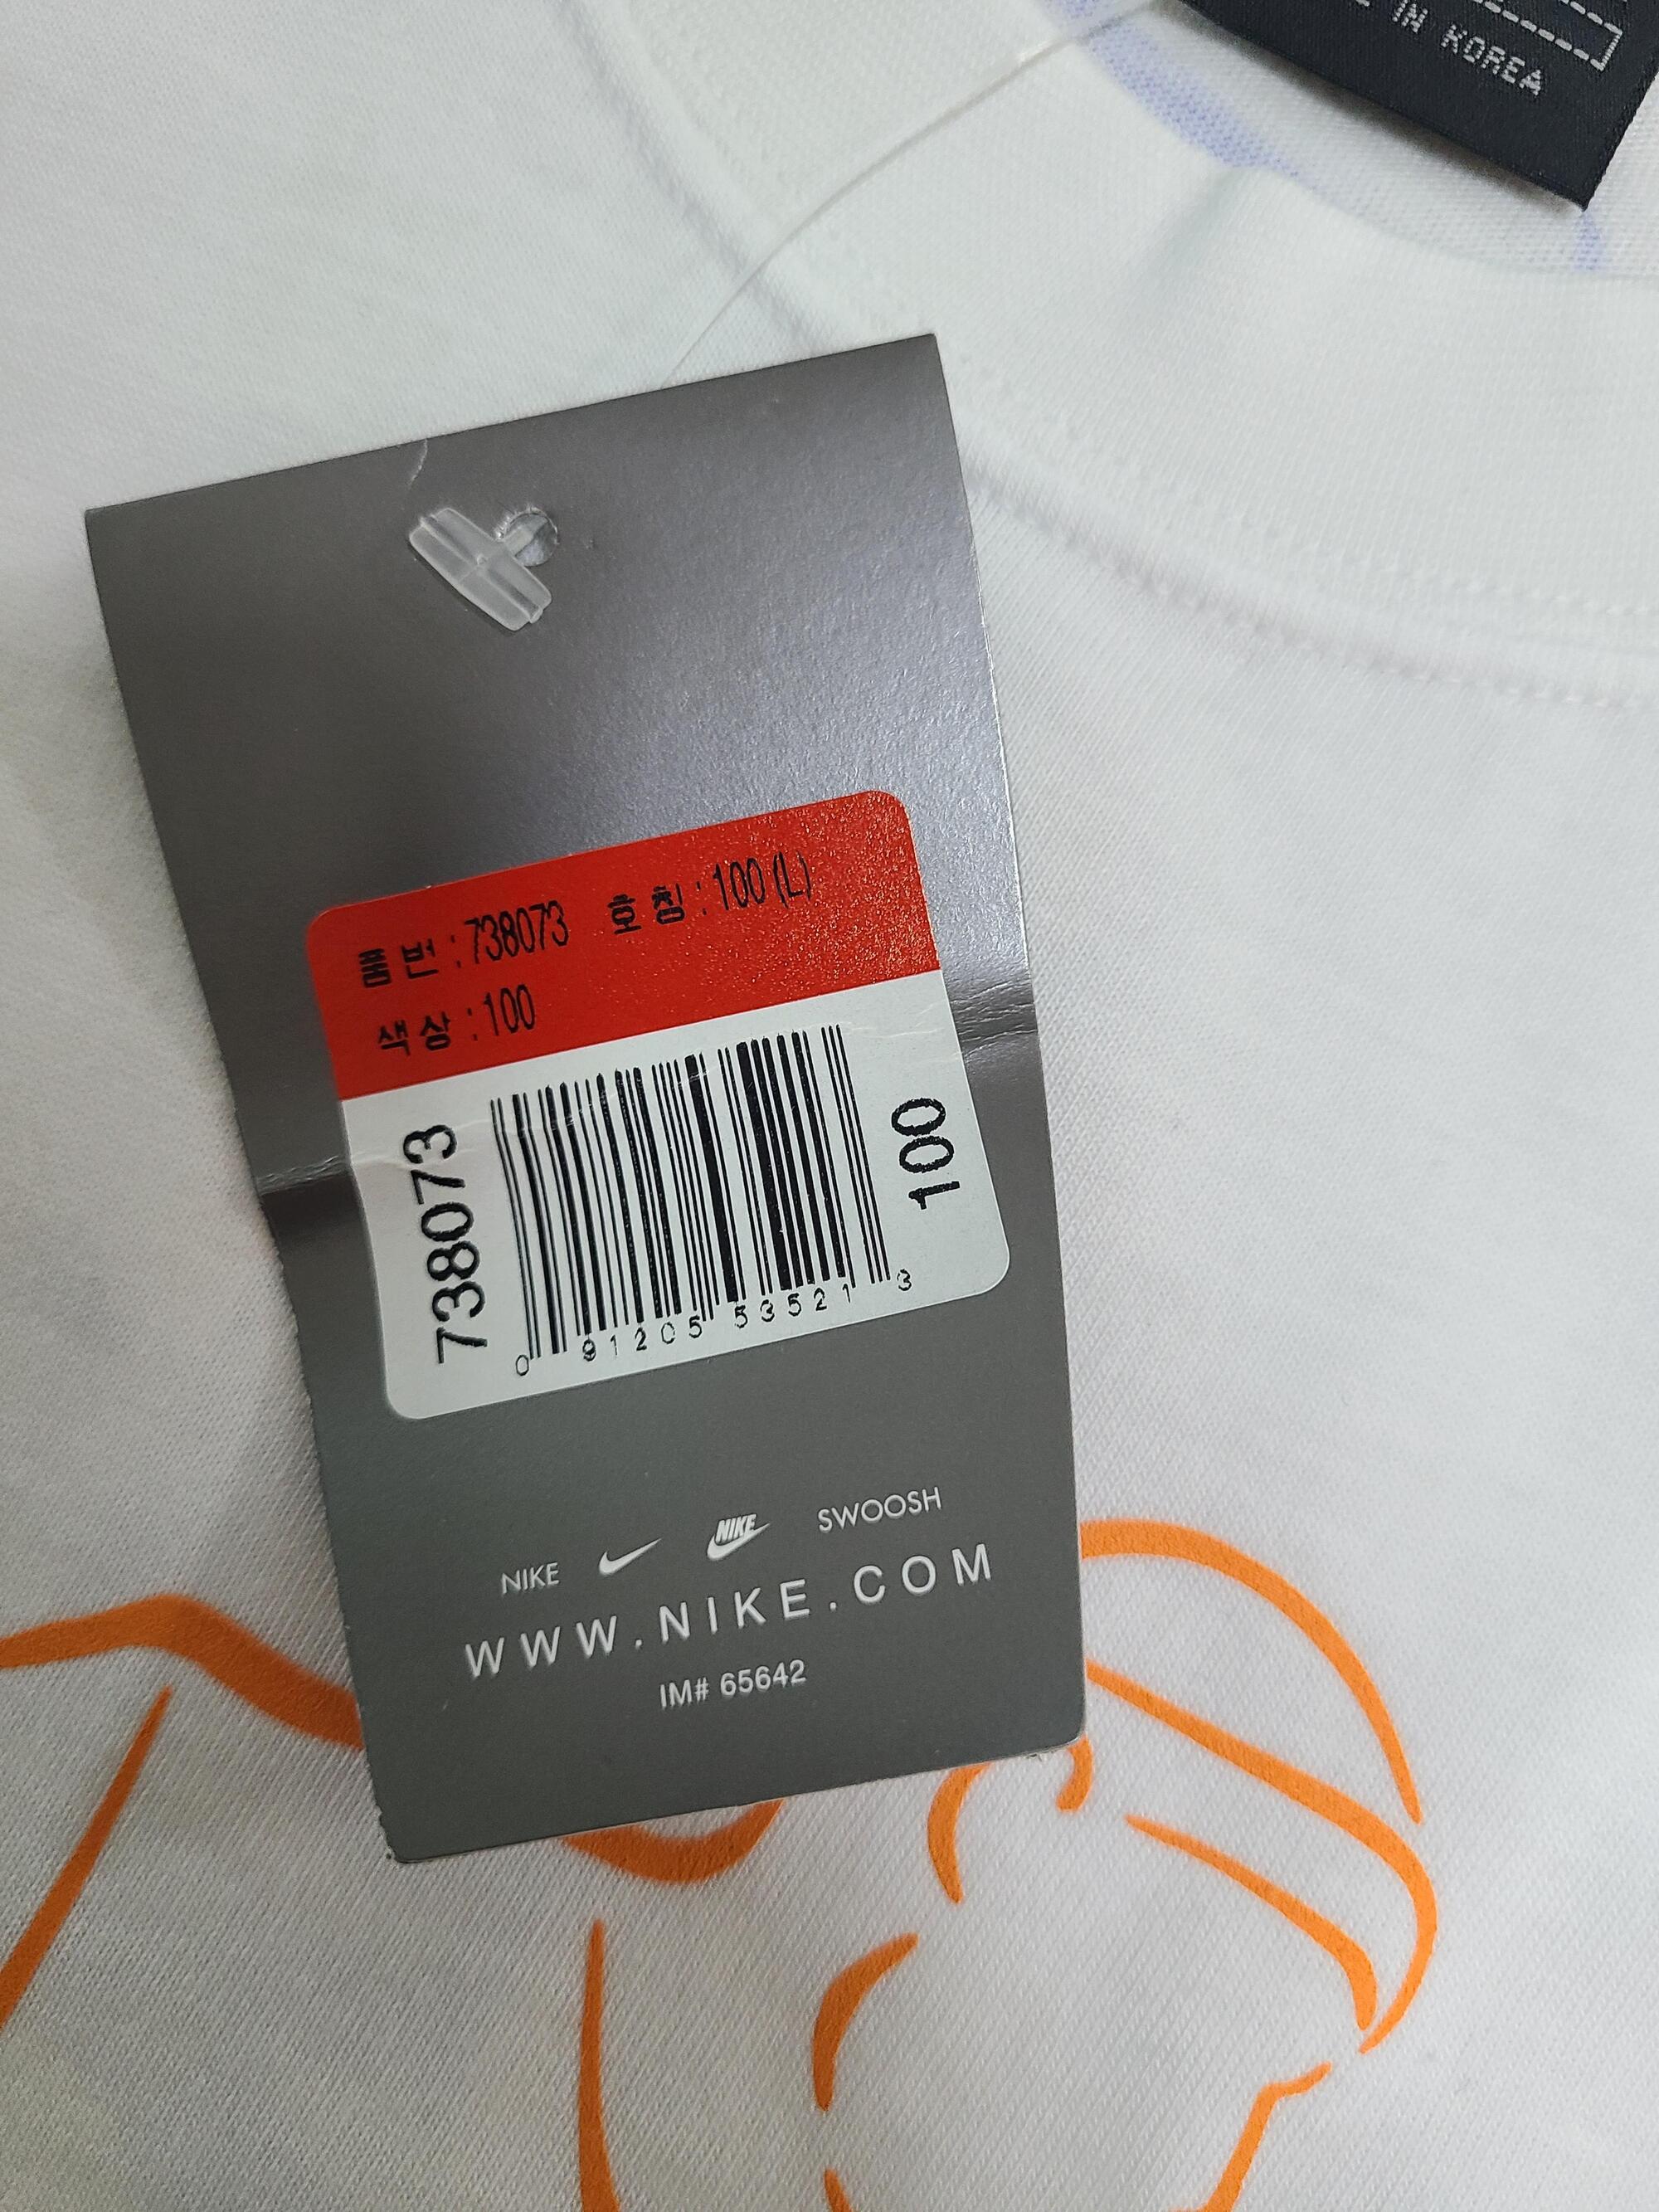 IN KOREA
품번 : 738073 호칭 : 100 (L)
색상 : 100
738073
100
0 91205 53521 3
NIKE NIKE SWOOSH
WWW.NIKE.COM
IM# 65642